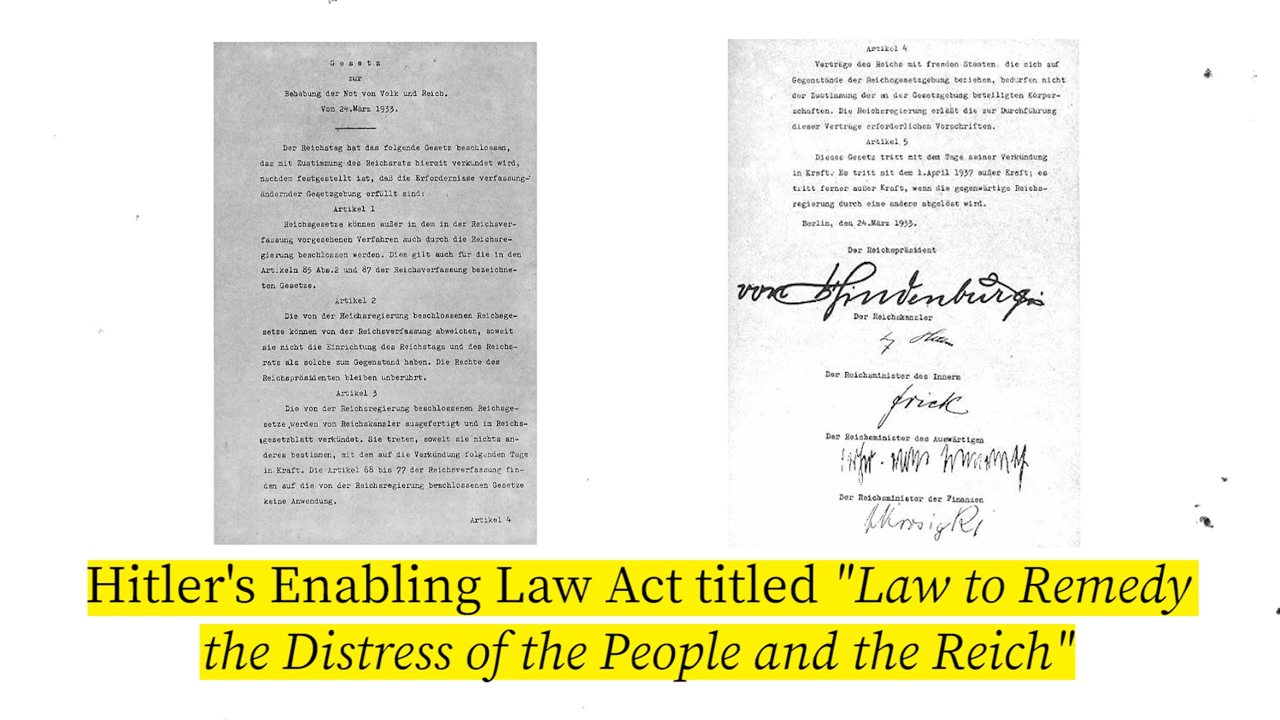 G e s e t z
zur
Behebung der Not von Volk und Reich.
Vom 24.März 1933.
Der Reichstag hat das folgende Gesetz beschlossen,
das mit Zustimmung des Reichsrats hiermit verkündet wird,
nachdem festgestellt ist, daß die Erfordernisse verfassung-
ändernder Gesetzgebung erfüllt sind:
Artikel 1
Reichsgesetze können außer in dem in der Reichsver-
fassung vorgesehenen Verfahren auch durch die Reichsre-
gierung beschlossen werden. Dies gilt auch für die in den
Artikeln 85 Abs.2 und 87 der Reichsverfassung bezeichne-
ten Gesetze.
Artikel 2
Die von der Reichsregierung beschlossenen Reichsge-
setze können von der Reichsverfassung abweichen, soweit
sie nicht die Einrichtung des Reichstags und des Reichs-
rats als solche zum Gegenstand haben. Die Rechte des
Reichspräsidenten bleiben unberührt.
Artikel 3
Die von der Reichsregierung beschlossenen Reichsge-
setze werden vom Reichskanzler ausgefertigt und im Reichs-
gesetzblatt verkündet. Sie treten, soweit sie nichts an-
deres bestimmen, mit dem auf die Verkündung folgenden Tage
in Kraft. Die Artikel 68 bis 77 der Reichsverfassung fin-
den auf die von der Reichsregierung beschlossenen Gesetze
keine Anwendung.
Artikel 4
Artikel 4
Verträge des Reichs mit fremden Staaten, die sich auf
Gegenstände der Reichsgesetzgebung beziehen, bedürfen nicht
der Zustimmung der an der Gesetzgebung beteiligten Körper-
schaften. Die Reichsregierung erläßt die zur Durchführung
dieser Verträge erforderlichen Vorschriften.
Artikel 5
Dieses Gesetz tritt mit dem Tage seiner Verkündung
in Kraft. Es tritt mit dem 1.April 1937 außer Kraft; es
tritt ferner außer Kraft, wenn die gegenwärtige Reichs-
regierung durch eine andere abgelöst wird.
Berlin, den 24.März 1933.
Der Reichspräsident
von Hindenburg
Der Reichskanzler
Der Reichsminister des Innern
Frick
Der Reichsminister des Auswärtigen
Der Reichsminister der Finanzen
Hitler's Enabling Law Act titled "Law to Remedy
the Distress of the People and the Reich"